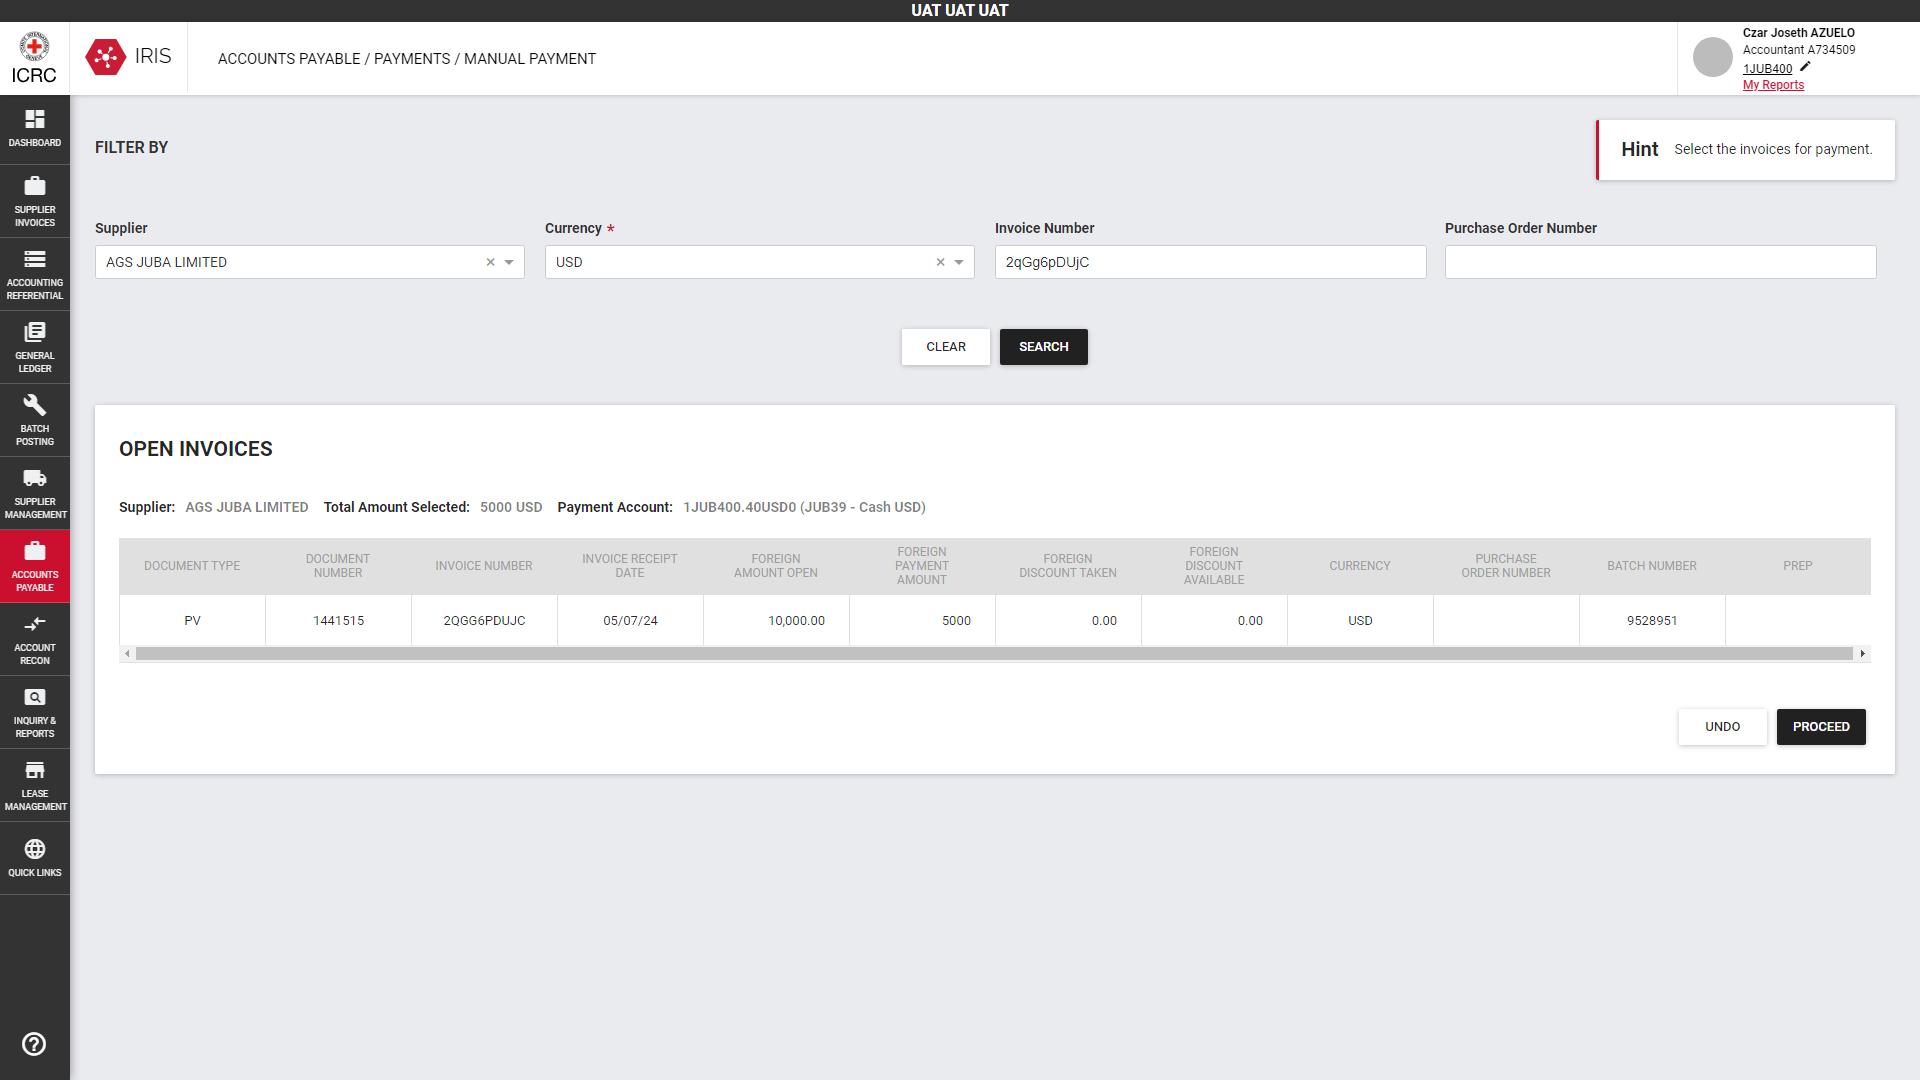 UAT UAT UAT
ICRC
IRIS
ACCOUNTS PAYABLE / PAYMENTS / MANUAL PAYMENT
Czar Joseth AZUELO
Accountant A734509
1JUB400
My Reports
DASHBOARD
SUPPLIER
INVOICES
ACCOUNTING
REFERENTIAL
GENERAL
LEDGER
BATCH
POSTING
SUPPLIER
MANAGEMENT
ACCOUNTS
PAYABLE
ACCOUNT
RECON
INQUIRY &
REPORTS
LEASE
MANAGEMENT
QUICK LINKS
FILTER BY
Hint Select the invoices for payment.
Supplier
Currency *
Invoice Number
Purchase Order Number
AGS JUBA LIMITED
USD
2qGg6pDUjC
CLEAR
SEARCH
OPEN INVOICES
Supplier: AGS JUBA LIMITED Total Amount Selected: 5000 USD Payment Account: 1JUB400.40USD0 (JUB39 - Cash USD)
DOCUMENT TYPE
DOCUMENT
NUMBER
INVOICE NUMBER
INVOICE RECEIPT
DATE
FOREIGN
AMOUNT OPEN
FOREIGN
PAYMENT
AMOUNT
FOREIGN
DISCOUNT TAKEN
FOREIGN
DISCOUNT
AVAILABLE
CURRENCY
PURCHASE
ORDER NUMBER
BATCH NUMBER
PREP
PV 1441515 2QGG6PDUJC 05/07/24 10,000.00 5000 0.00 0.00 USD 9528951
UNDO
PROCEED